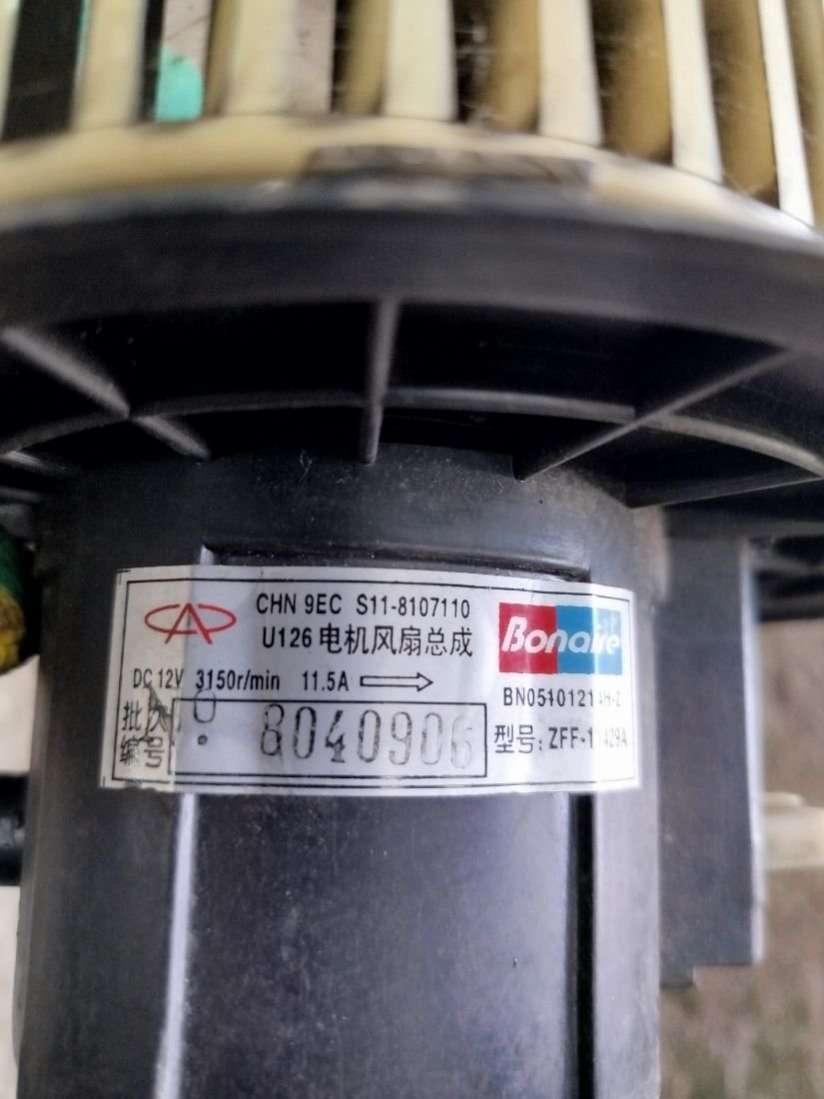 CHN 9EC S11-8107110
U126 电机风扇总成
DC 12V 3150r/min 11.5A
批
编号: 8040906
Bonaire
型号: